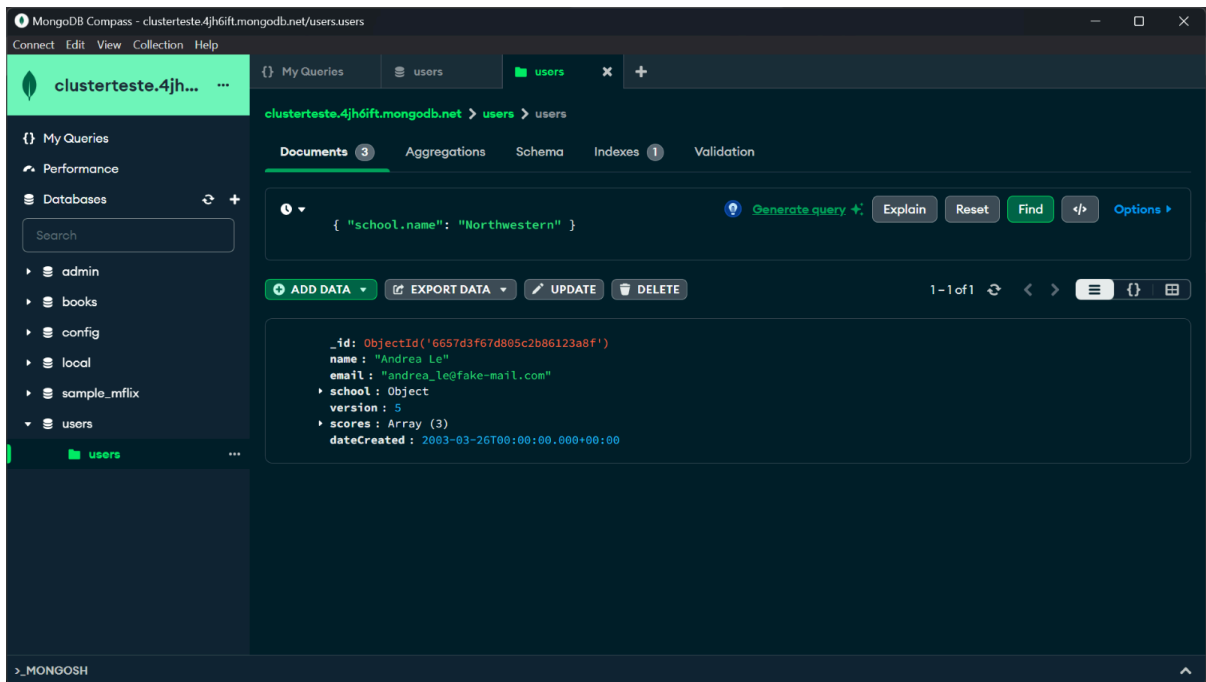 MongoDB Compass - clusterteste.4jh6ift.mongodb.net/users.users
Connect Edit View Collection Help
clusterteste.4jh... ...
{} My Queries
Performance
Databases
Search
admin
books
config
local
sample_mflix
users
users ...
{} My Queries
users
users
clusterteste.4jh6ift.mongodb.net > users > users
Documents 3 Aggregations Schema Indexes 1 Validation
{ "school.name": "Northwestern" }
Generate query Explain Reset Find </> Options
ADD DATA EXPORT DATA UPDATE DELETE 1–1 of 1 {}
_id: ObjectId('6657d3f67d805c2b86123a8f')
name : "Andrea Le"
email : "andrea_le@fake-mail.com"
school : Object
version : 5
scores : Array (3)
dateCreated : 2003-03-26T00:00:00.000+00:00
>_MONGOSH